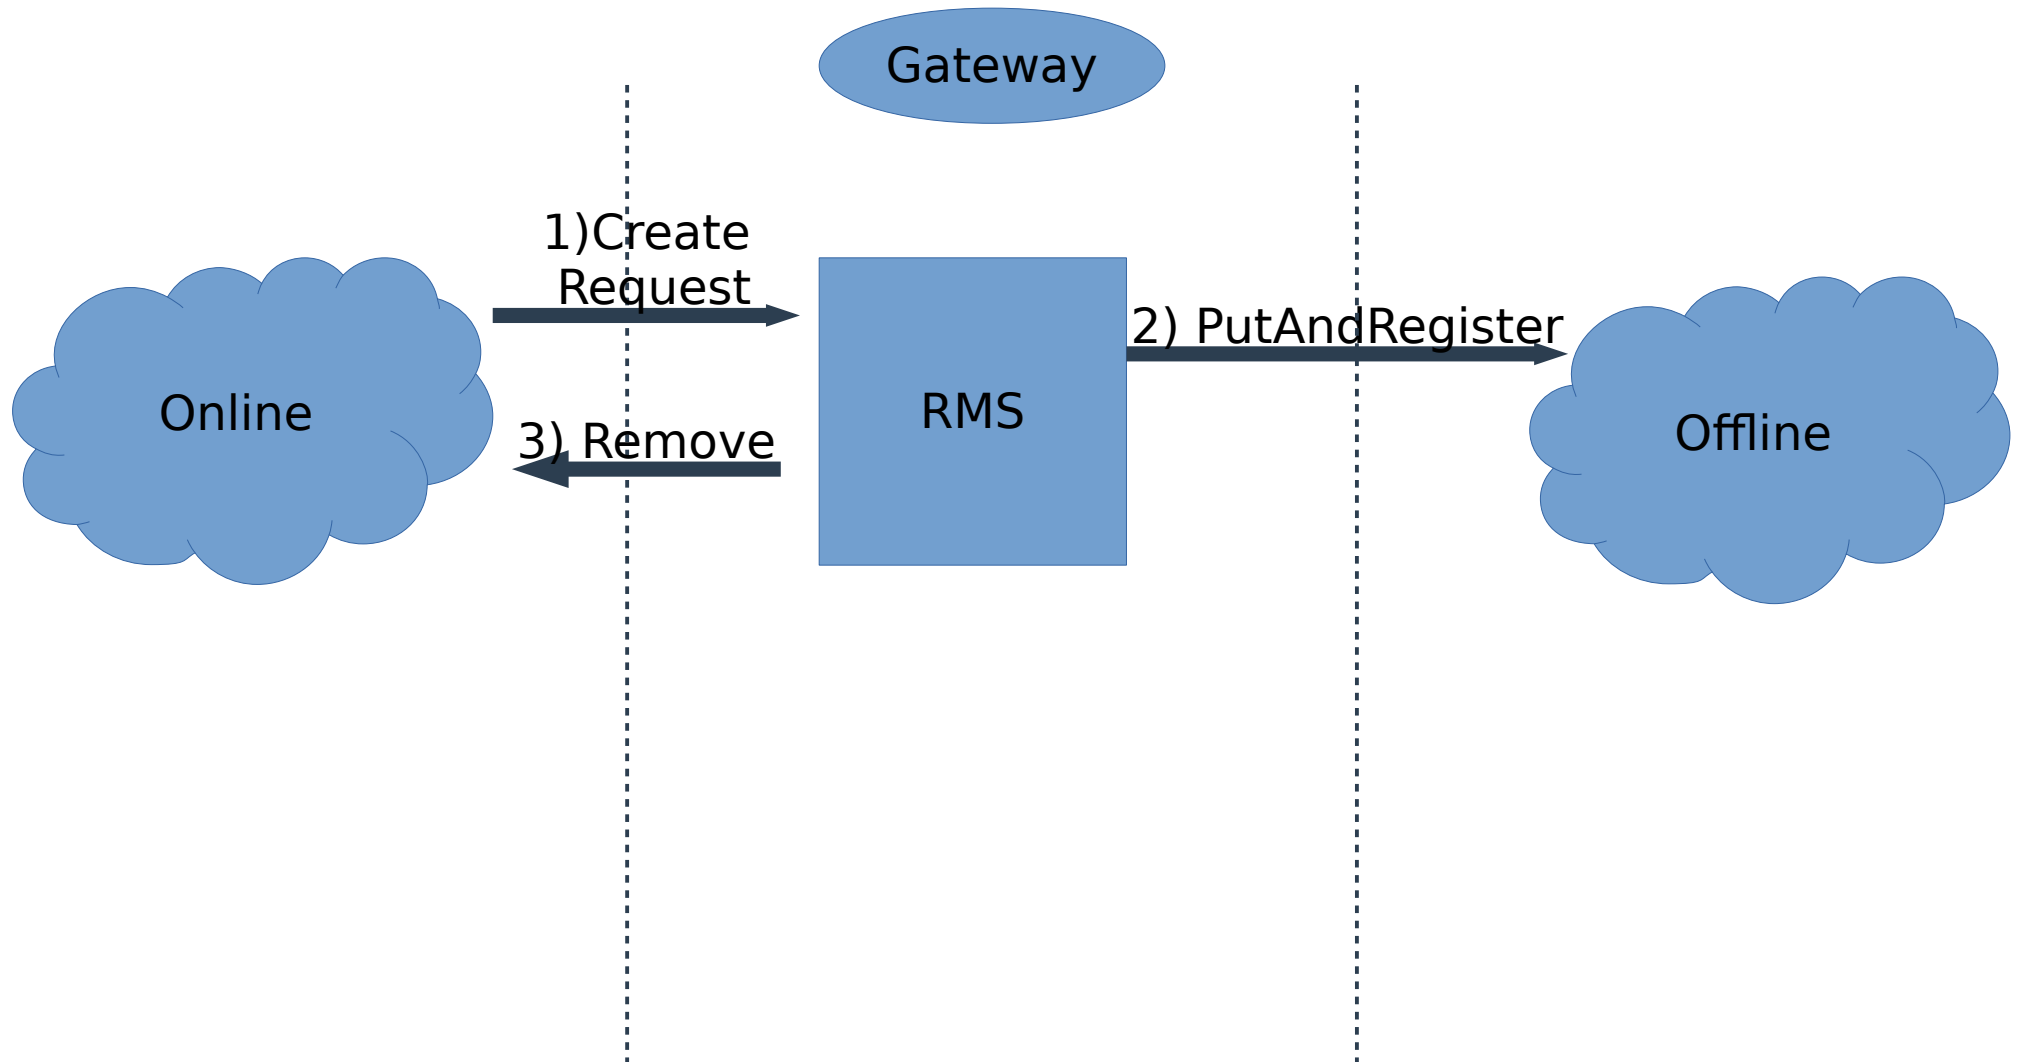 Gateway
1)Create
Request
2) PutAndRegister
Online
RMS
Offline
3) Remove